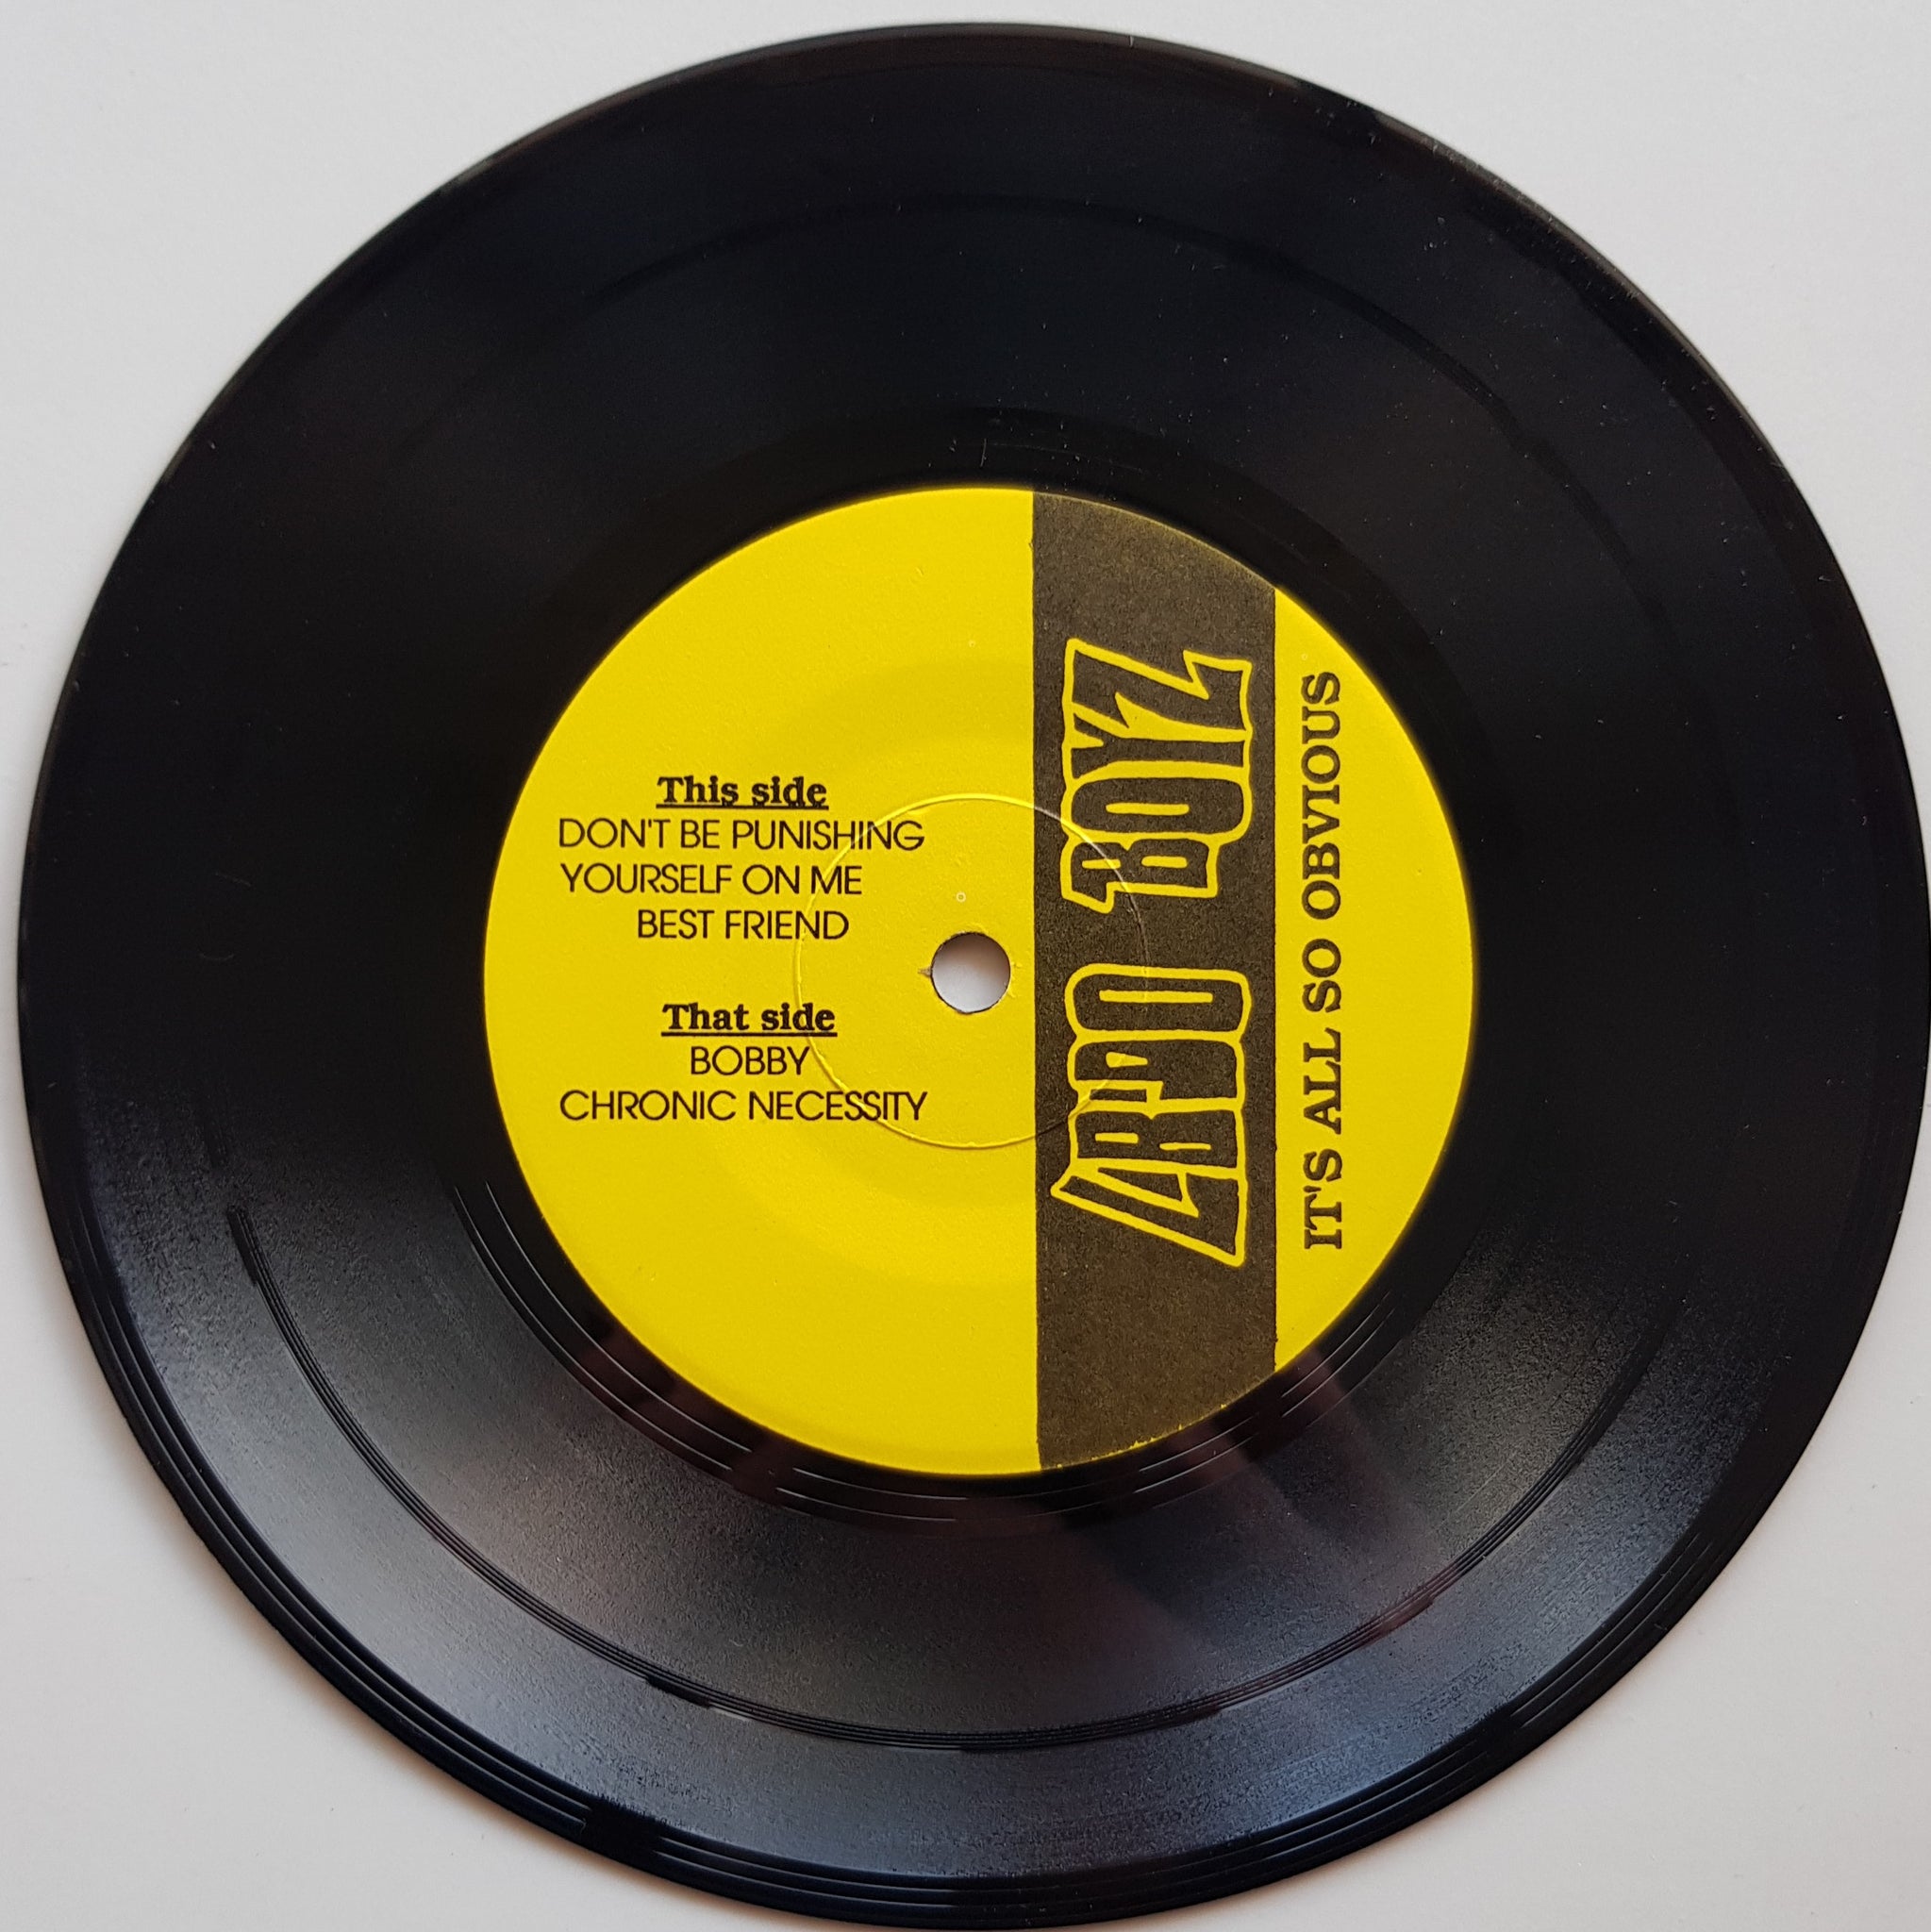 This side
DON'T BE PUNISHING
YOURSELF ON ME
BEST FRIEND
That side
BOBBY
CHRONIC NECESSITY
LIBIDO BOYZ
IT'S ALL SO OBVIOUS